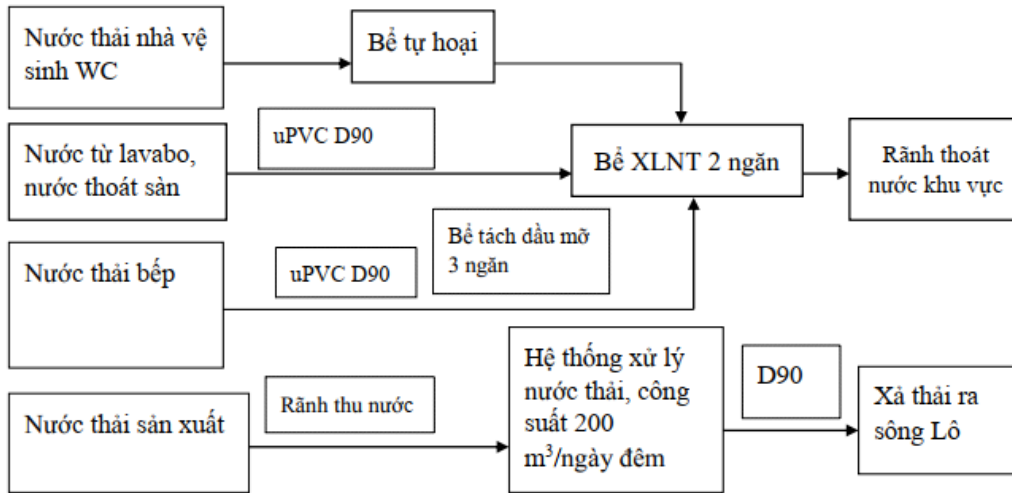 Nước thải nhà vệ
sinh WC
Bể tự hoại
uPVC D90
Nước từ lavabo,
nước thoát sàn
Bể XLNT 2 ngăn
Rãnh thoát
nước khu vực
Nước thải bếp
uPVC D90
Bể tách dầu mỡ
3 ngăn
Nước thải sản xuất
Rãnh thu nước
Hệ thống xử lý
nước thải, công
suất 200
m³/ngày đêm
D90
Xả thải ra
sông Lô